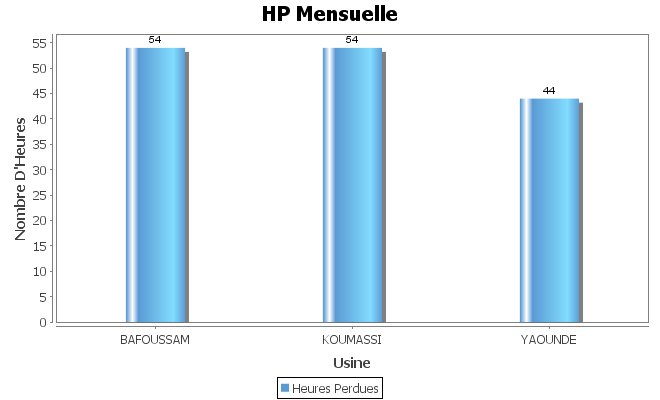 HP Mensuelle
Nombre D'Heures
55
50
45
40
35
30
25
20
15
10
5
0
54
54
44
BAFOUSSAM
KOUMASSI
YAOUNDE
Usine
Heures Perdues